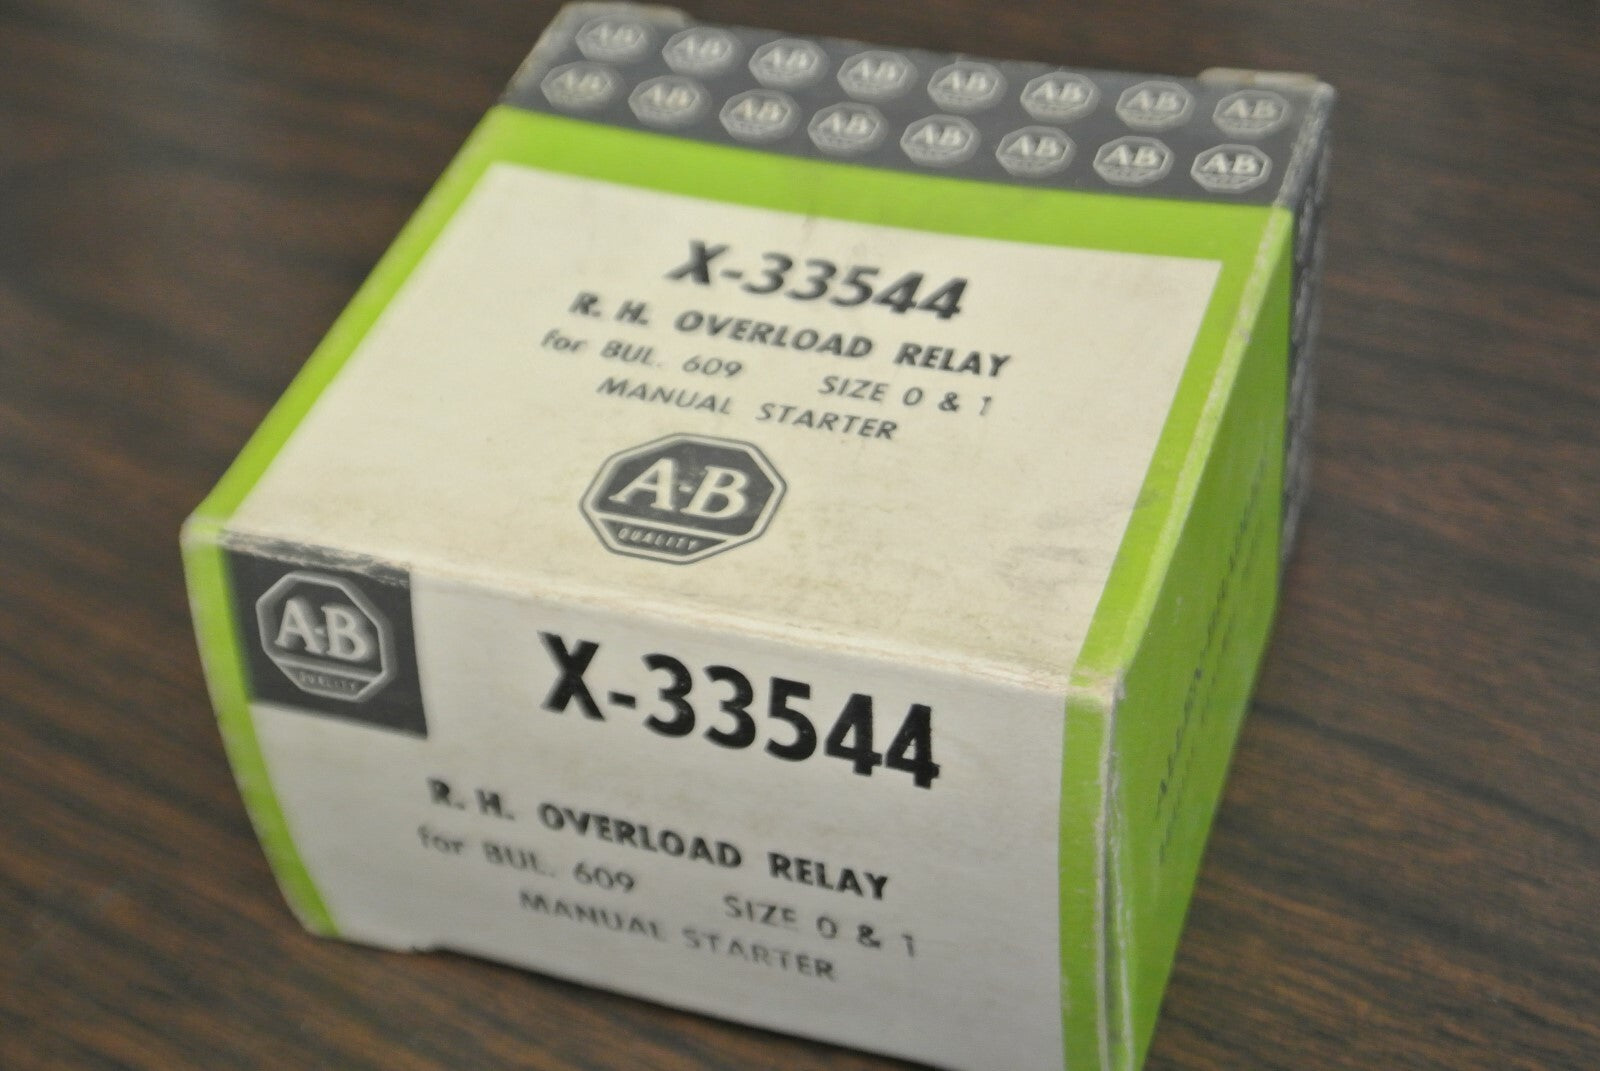 A-B A-B A-B A-B A-B A-B A-B A-B
A-B A-B A-B A-B A-B A-B A-B A-B
X-33544
R. H. OVERLOAD RELAY
for BUL. 609 SIZE 0 & 1
MANUAL STARTER
A-B
QUALITY
A-B
QUALITY
X-33544
R. H. OVERLOAD RELAY
for BUL. 609 SIZE 0 & 1
MANUAL STARTER